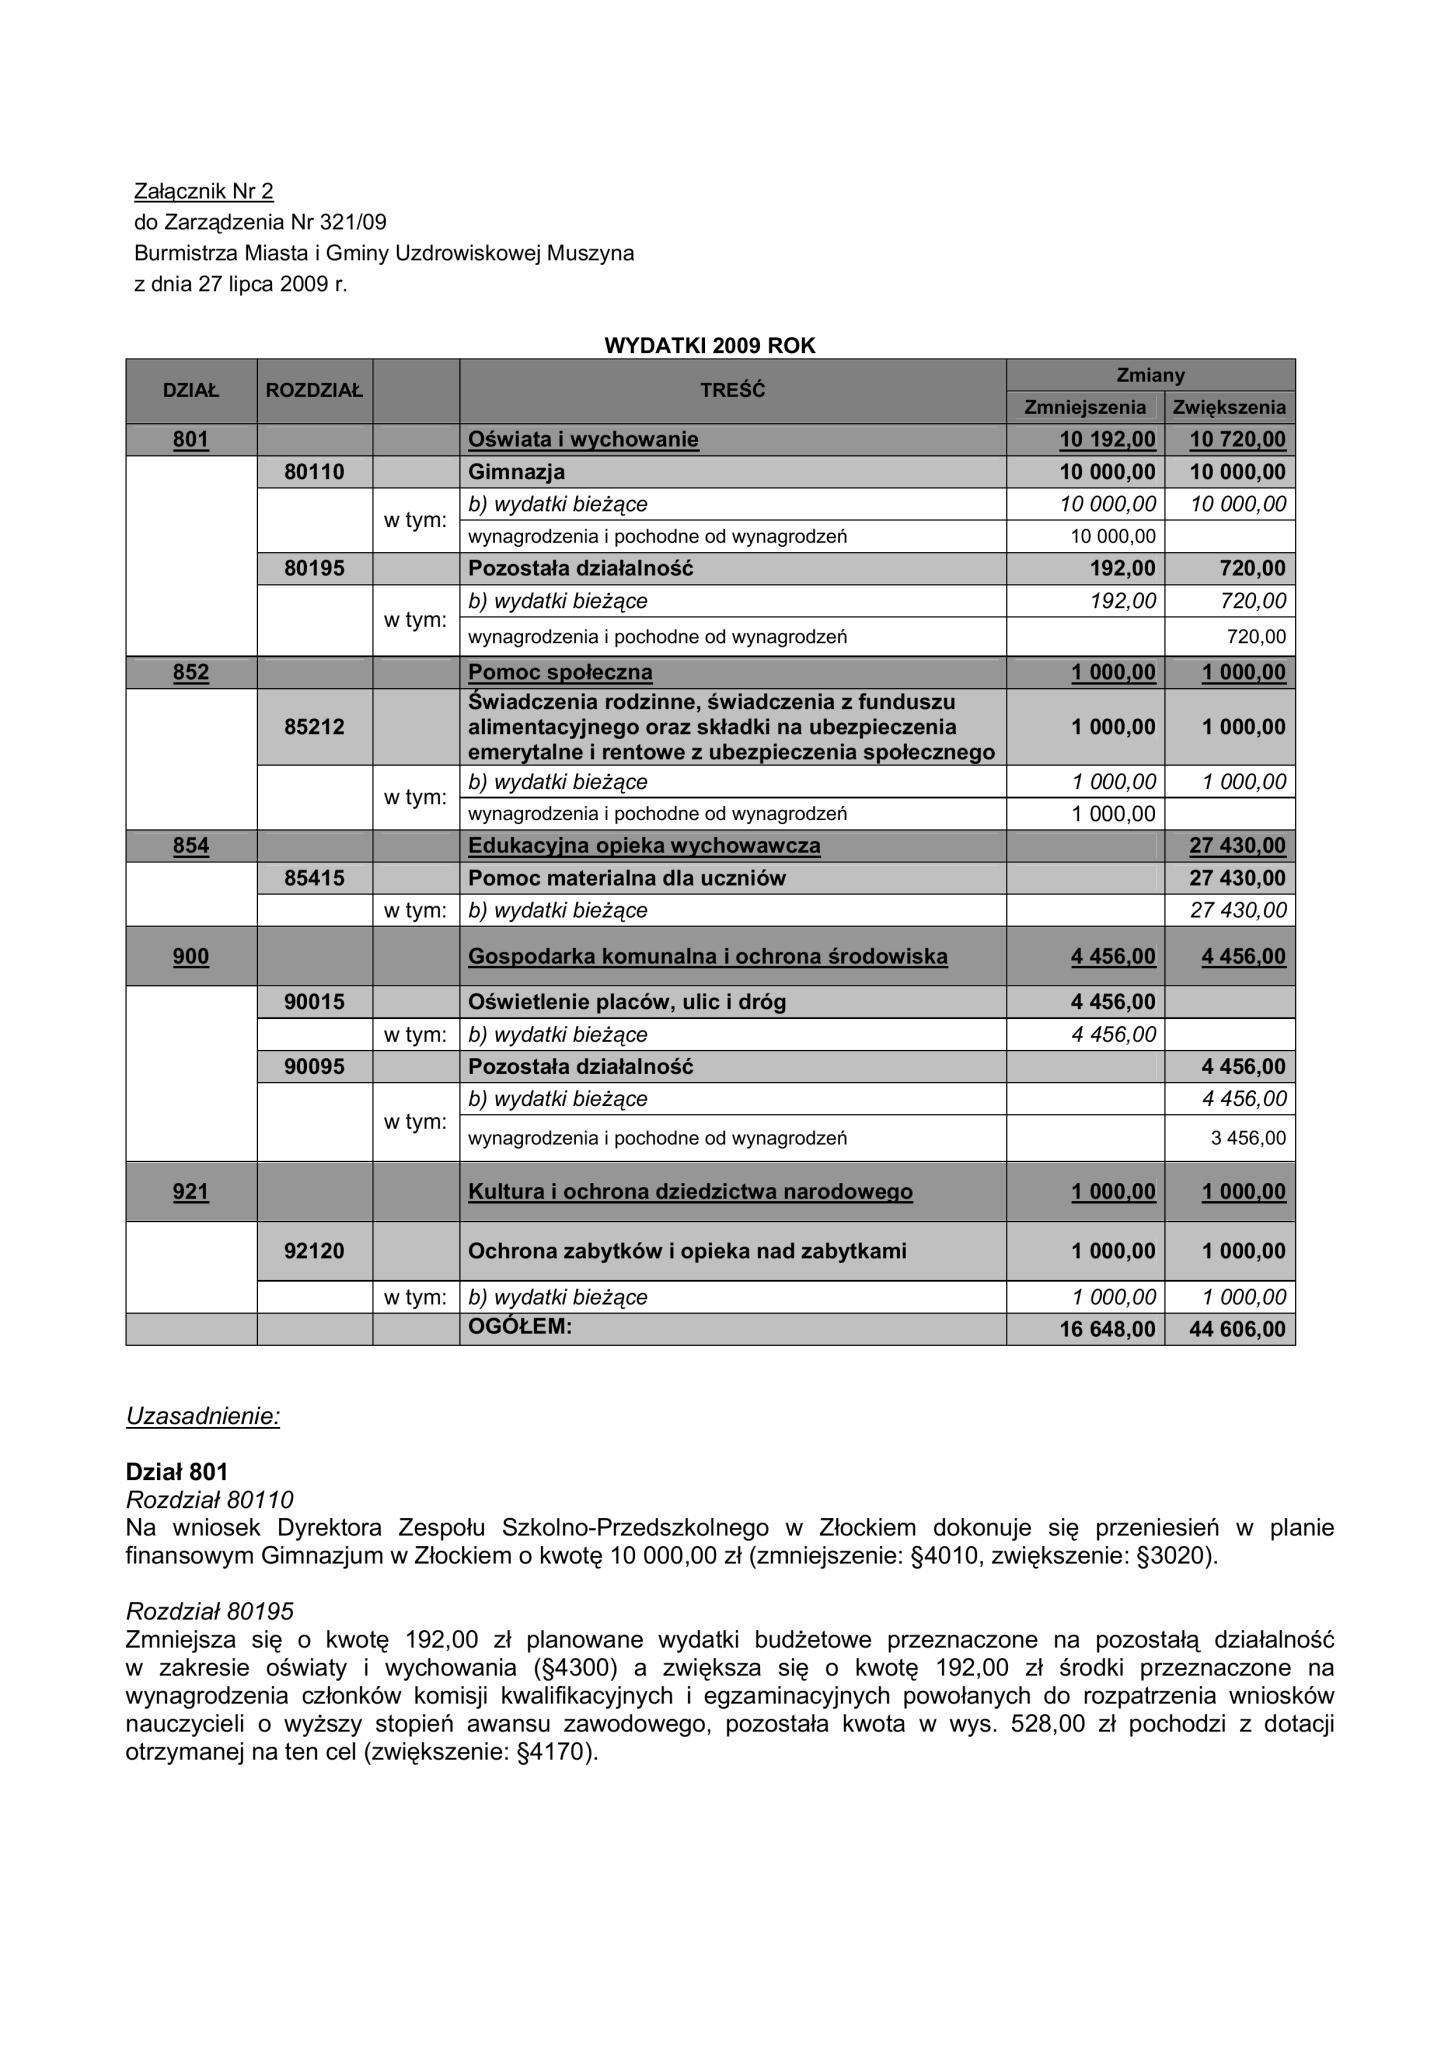 Załącznik Nr 2
do Zarządzenia Nr 321/09
Burmistrza Miasta i Gminy Uzdrowiskowej Muszyna
z dnia 27 lipca 2009 r.
WYDATKI 2009 ROK
DZIAŁ ROZDZIAŁ TREŚĆ Zmiany
Zmniejszenia Zwiększenia
801 Oświata i wychowanie 10 192,00 10 720,00
80110 Gimnazja 10 000,00 10 000,00
w tym: b) wydatki bieżące 10 000,00 10 000,00
wynagrodzenia i pochodne od wynagrodzeń 10 000,00
80195 Pozostała działalność 192,00 720,00
w tym: b) wydatki bieżące 192,00 720,00
wynagrodzenia i pochodne od wynagrodzeń 720,00
852 Pomoc społeczna 1 000,00 1 000,00
Świadczenia rodzinne, świadczenia z funduszu
85212 alimentacyjnego oraz składki na ubezpieczenia 1 000,00 1 000,00
emerytalne i rentowe z ubezpieczenia społecznego
w tym: b) wydatki bieżące 1 000,00 1 000,00
wynagrodzenia i pochodne od wynagrodzeń 1 000,00
854 Edukacyjna opieka wychowawcza 27 430,00
85415 Pomoc materialna dla uczniów 27 430,00
w tym: b) wydatki bieżące 27 430,00
900 Gospodarka komunalna i ochrona środowiska 4 456,00 4 456,00
90015 Oświetlenie placów, ulic i dróg 4 456,00
w tym: b) wydatki bieżące 4 456,00
90095 Pozostała działalność 4 456,00
w tym: b) wydatki bieżące 4 456,00
wynagrodzenia i pochodne od wynagrodzeń 3 456,00
921 Kultura i ochrona dziedzictwa narodowego 1 000,00 1 000,00
92120 Ochrona zabytków i opieka nad zabytkami 1 000,00 1 000,00
w tym: b) wydatki bieżące 1 000,00 1 000,00
OGÓŁEM: 16 648,00 44 606,00
Uzasadnienie:
Dział 801
Rozdział 80110
Na wniosek Dyrektora Zespołu Szkolno-Przedszkolnego w Złockiem dokonuje się przeniesień w planie
finansowym Gimnazjum w Złockiem o kwotę 10 000,00 zł (zmniejszenie: §4010, zwiększenie: §3020).
Rozdział 80195
Zmniejsza się o kwotę 192,00 zł planowane wydatki budżetowe przeznaczone na pozostałą działalność
w zakresie oświaty i wychowania (§4300) a zwiększa się o kwotę 192,00 zł środki przeznaczone na
wynagrodzenia członków komisji kwalifikacyjnych i egzaminacyjnych powołanych do rozpatrzenia wniosków
nauczycieli o wyższy stopień awansu zawodowego, pozostała kwota w wys. 528,00 zł pochodzi z dotacji
otrzymanej na ten cel (zwiększenie: §4170).